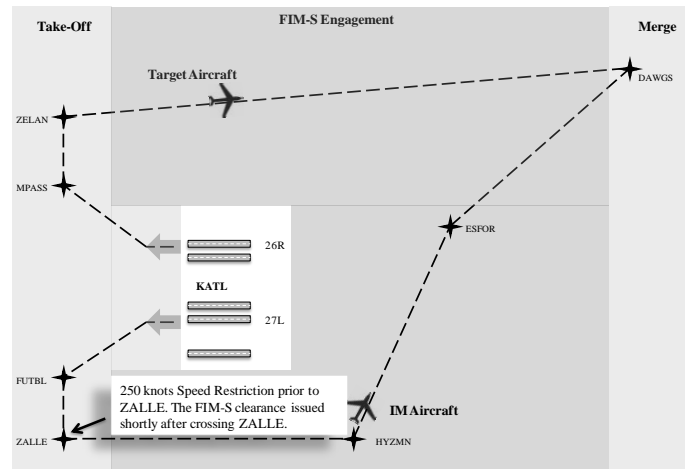 Take-Off
FIM-S Engagement
Merge
Target Aircraft
DAWGS
ZELAN
MPASS
ESFOR
26R
KATL
27L
FUTBL
250 knots Speed Restriction prior to
ZALLE. The FIM-S clearance issued
shortly after crossing ZALLE.
IM Aircraft
ZALLE
HYZMN